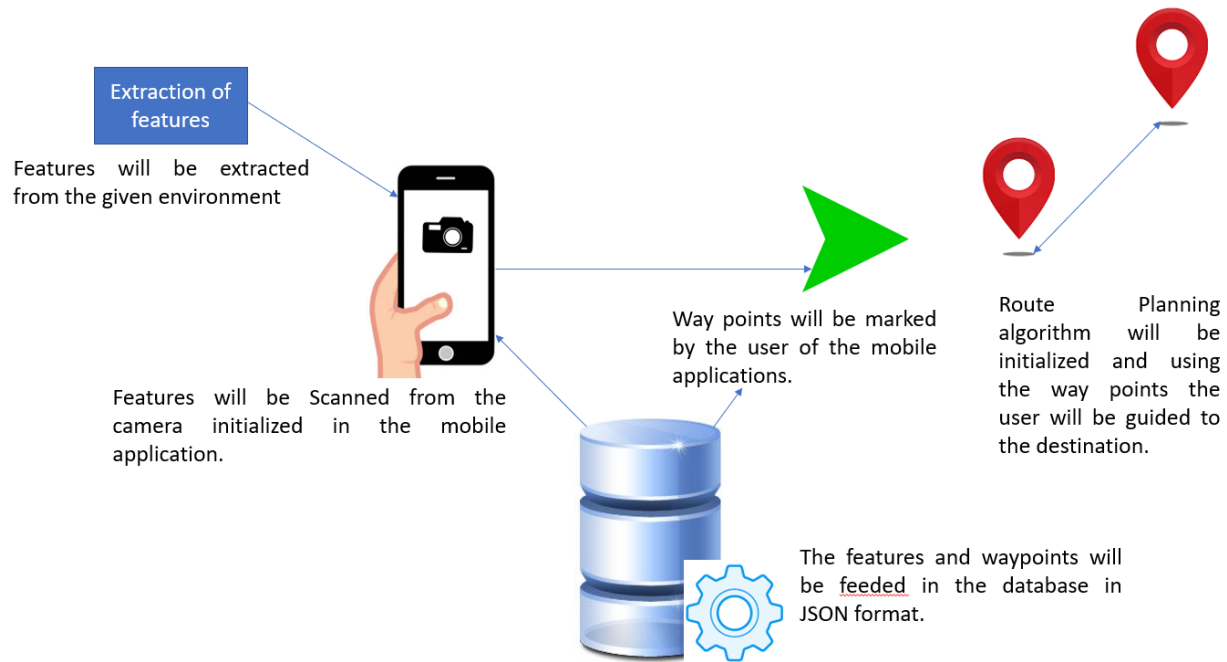 Extraction of
features
Features will be extracted
from the given environment
Features will be Scanned from the
camera initialized in the mobile
application.
Way points will be marked
by the user of the mobile
applications.
Route Planning
algorithm will be
initialized and using
the way points the
user will be guided to
the destination.
The features and waypoints will
be feeded in the database in
JSON format.